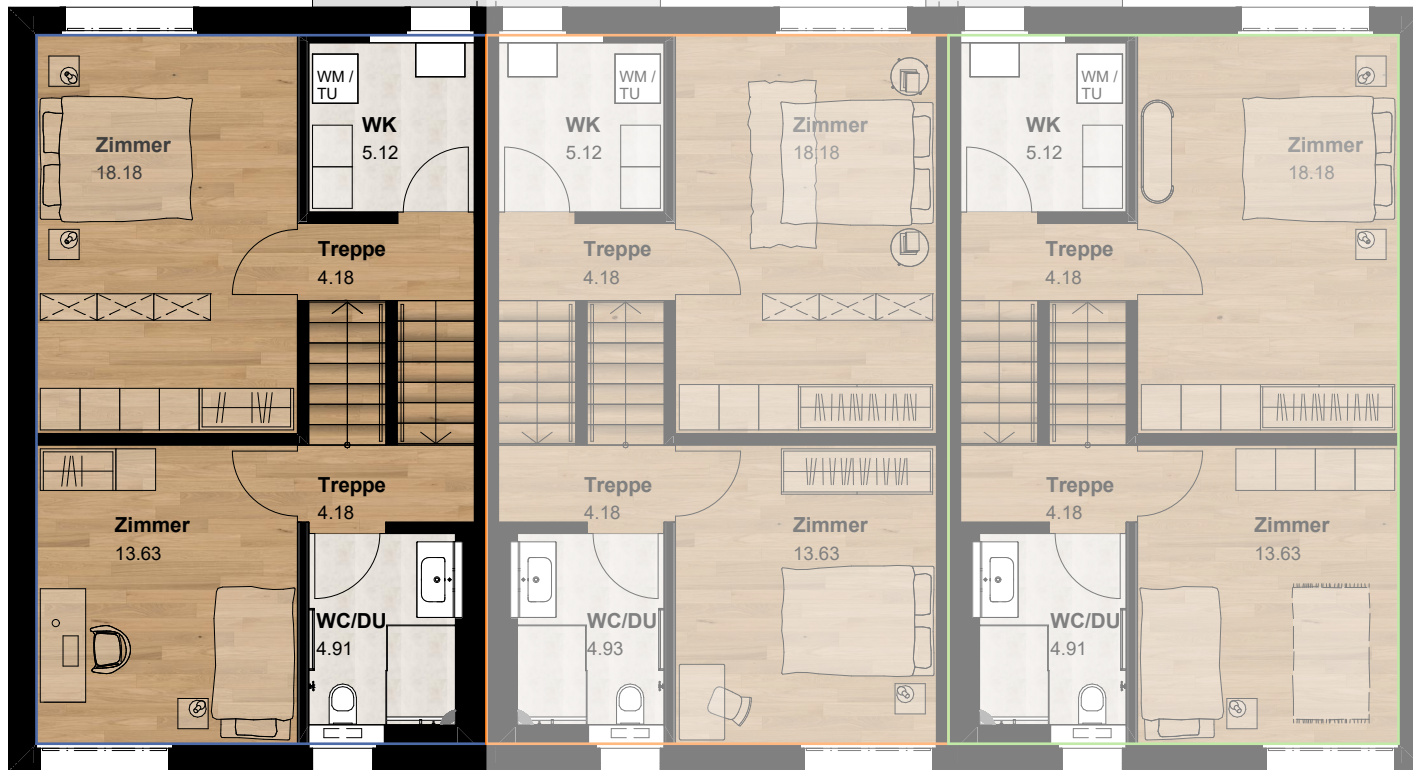 WM /
TU
WK
5.12
Zimmer
18.18
Treppe
4.18
Treppe
4.18
Zimmer
13.63
WC/DU
4.91
WK
5.12
WM /
TU
Zimmer
18.18
Treppe
4.18
Treppe
4.18
Zimmer
13.63
WC/DU
4.93
WK
5.12
WM /
TU
Zimmer
18.18
Treppe
4.18
Treppe
4.18
Zimmer
13.63
WC/DU
4.91